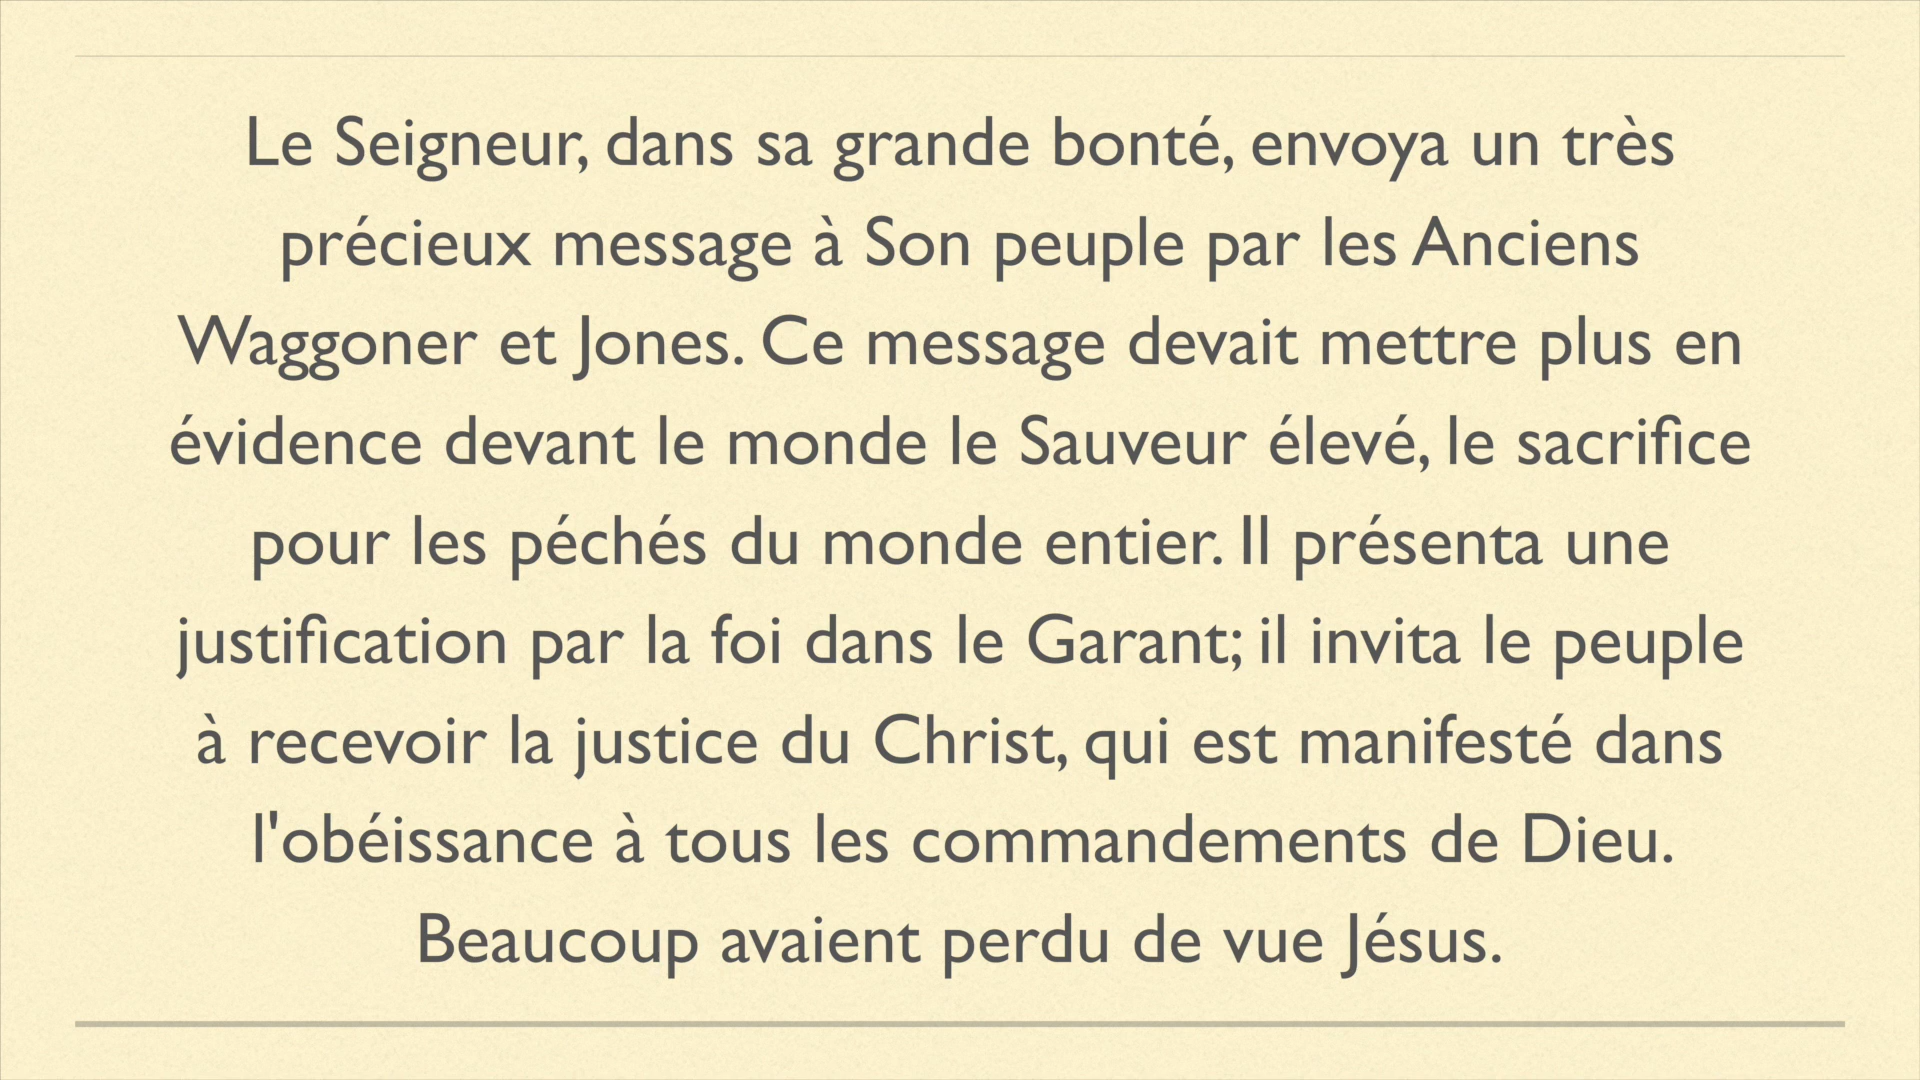 Le Seigneur, dans sa grande bonté, envoya un très
précieux message à Son peuple par les Anciens
Waggoner et Jones. Ce message devait mettre plus en
évidence devant le monde le Sauveur élevé, le sacrifice
pour les péchés du monde entier. Il présenta une
justification par la foi dans le Garant; il invita le peuple
à recevoir la justice du Christ, qui est manifesté dans
l'obéissance à tous les commandements de Dieu.
Beaucoup avaient perdu de vue Jésus.